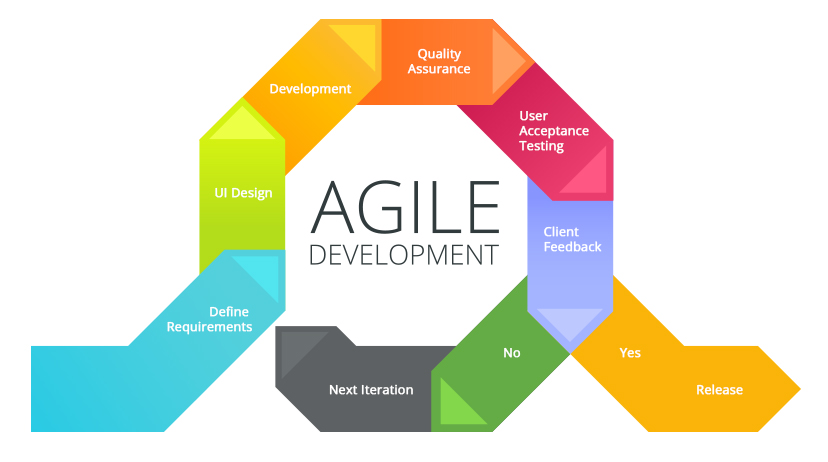 Quality
Assurance
Development
User
Acceptance
Testing
UI Design
AGILE
DEVELOPMENT
Client
Feedback
Define
Requirements
No
Yes
Next Iteration
Release